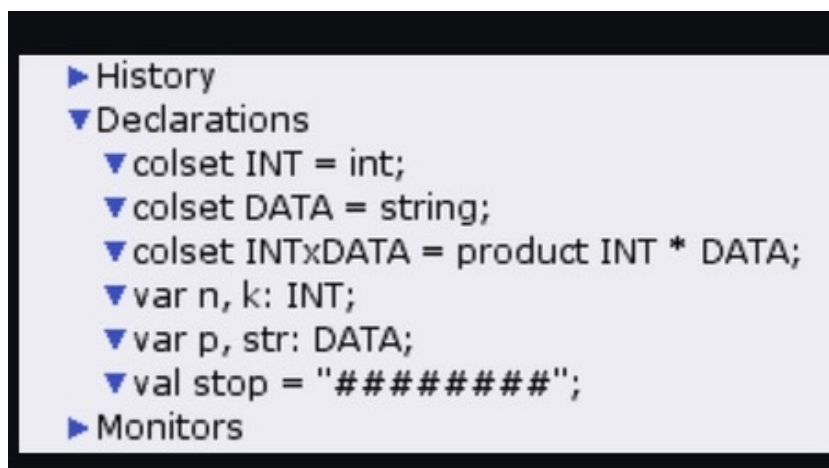 History
Declarations
colset INT = int;
colset DATA = string;
colset INTxDATA = product INT * DATA;
var n, k: INT;
var p, str: DATA;
val stop = "########";
Monitors